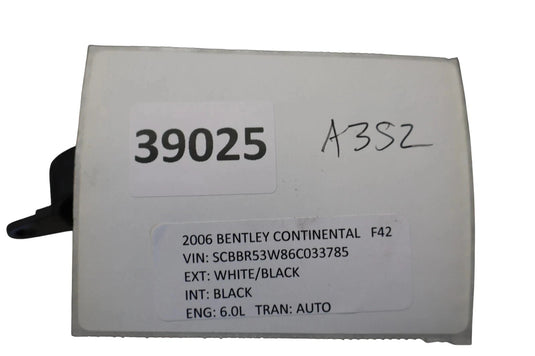 39025
A3S2
2006 BENTLEY CONTINENTAL F42
VIN: SCBBR53W86C033785
EXT: WHITE/BLACK
INT: BLACK
ENG: 6.0L TRAN: AUTO